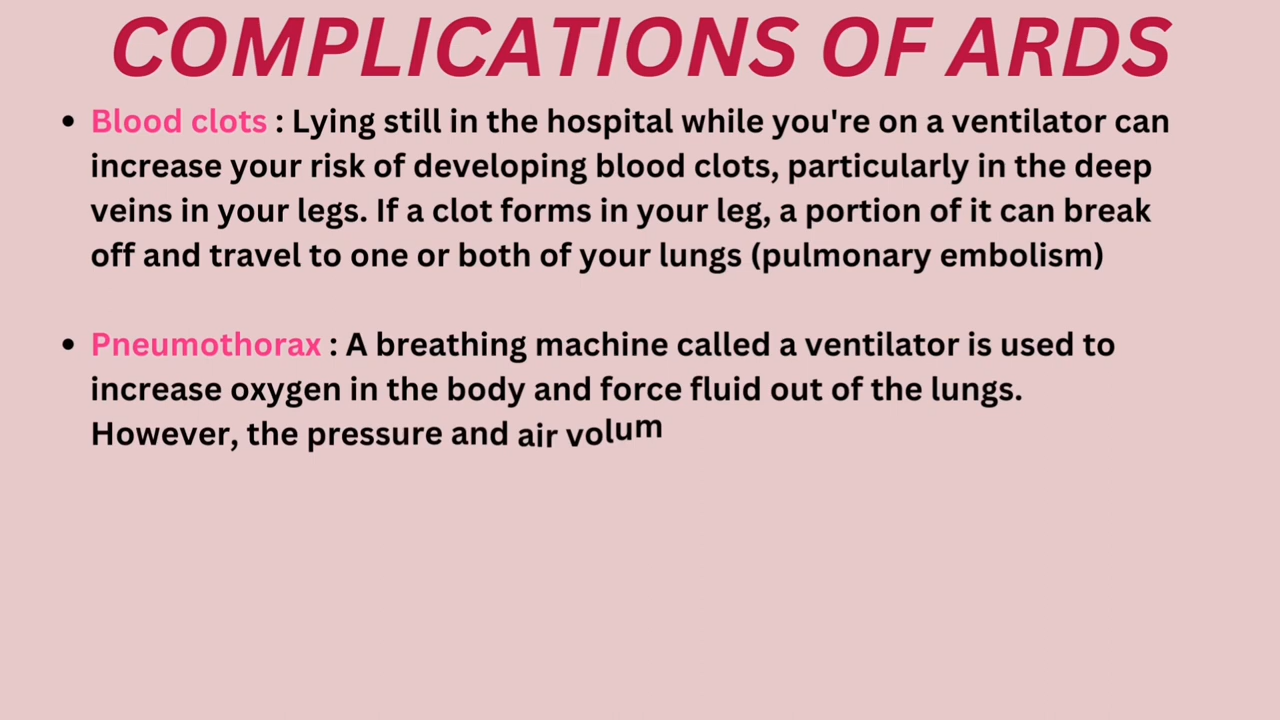 COMPLICATIONS OF ARDS
• Blood clots : Lying still in the hospital while you're on a ventilator can
increase your risk of developing blood clots, particularly in the deep
veins in your legs. If a clot forms in your leg, a portion of it can break
off and travel to one or both of your lungs (pulmonary embolism)
• Pneumothorax : A breathing machine called a ventilator is used to
increase oxygen in the body and force fluid out of the lungs.
However, the pressure and air volum